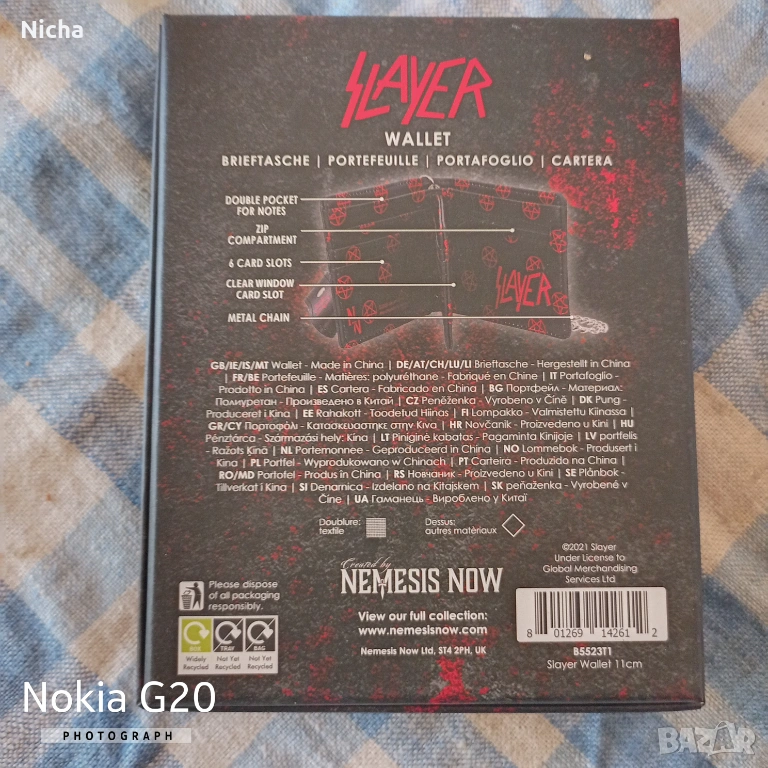 Nicha
SLAYER
WALLET
BRIEFTASCHE | PORTEFEUILLE | PORTAFOGLIO | CARTERA
DOUBLE POCKET
FOR NOTES
ZIP
COMPARTMENT
6 CARD SLOTS
CLEAR WINDOW
CARD SLOT
METAL CHAIN
SLAYER
GB/IE/IS/MT Wallet - Made in China | DE/AT/CH/LU/LI Brieftasche - Hergestellt in China
| FR/BE Portefeuille - Matières: polyuréthane - Fabriqué en Chine | IT Portafoglio -
Prodotto in China | ES Cartera - Fabricado en China | BG Портфейл - Материал:
Полиуретан - Произведено в Китай | CZ Peněženka - Vyrobeno v Číně | DK Pung -
Produceret i Kina | EE Rahakott - Toodetud Hiinas | FI Lompakko - Valmistettu Kiinassa |
GR/CY Πορτοφόλι - Κατασκευάστηκε στην Κίνα | HR Novčanik - Proizvedeno u Kini | HU
Pénztárca - Származási hely: Kína | LT Piniginė kabatas - Pagaminta Kinijoje | LV portfelis
- Ražots Ķīnā | NL Portemonnee - Geproduceerd in China | NO Lommebok - Produsert i
Kina | PL Portfel - Wyprodukowano w Chinach | PT Carteira - Produzido na China |
RO/MD Portofel - Produs in China | RS Новчаник - Proizvedeno u Kini | SE Plånbok -
Tillverkat i Kina | SI Denarnica - Izdelano na Kitajskem | SK peňaženka - Vyrobené v
Číne | UA Гаманець - Вироблено у Китаї
Doublure:
textile
Dessus:
autres matériaux
©2021 Slayer
Under License to
Global Merchandising
Services Ltd
Created by
NEMESIS NOW
Please dispose
of all packaging
responsibly.
View our full collection:
www.nemesisnow.com
Nemesis Now Ltd, ST4 2PH, UK
BOX
TRAY
BAG
Widely
Recycled
Not Yet
Recycled
Not Yet
Recycled
8 01269 14261 2
B5523T1
Slayer Wallet 11cm
Nokia G20
PHOTOGRAPH
BAZAR